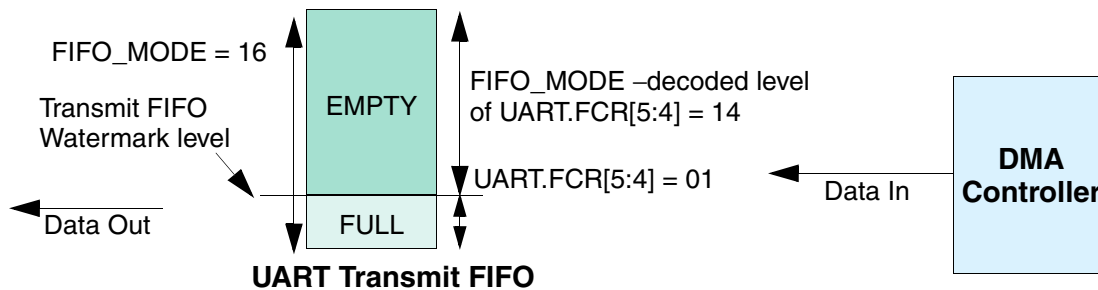 FIFO_MODE = 16
Transmit FIFO
Watermark level
EMPTY
FIFO_MODE –decoded level
of UART.FCR[5:4] = 14
UART.FCR[5:4] = 01
DMA
Controller
Data In
Data Out
FULL
UART Transmit FIFO